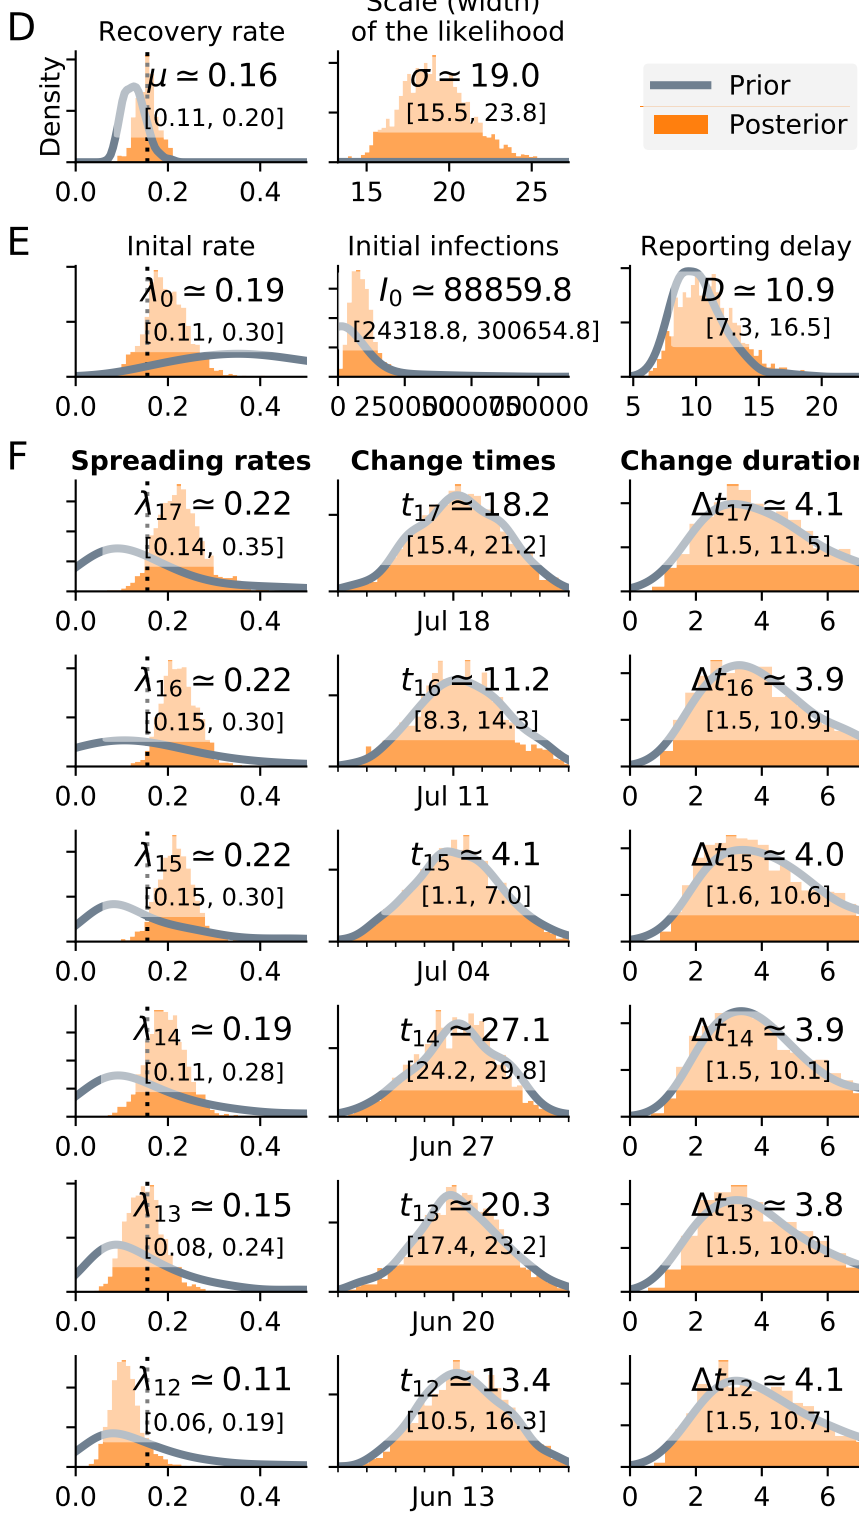 D
Recovery rate
Scale (width)
of the likelihood
Density
μ ≃ 0.16
[0.11, 0.20]
0.0 0.2 0.4
σ ≃ 19.0
[15.5, 23.8]
15 20 25
Prior
Posterior
E
Inital rate
λ0 ≃ 0.19
[0.11, 0.30]
0.0 0.2 0.4
Initial infections
I0 ≃ 88859.8
[24318.8, 300654.8]
0 250000 500000 750000
Reporting delay
D ≃ 10.9
[7.3, 16.5]
5 10 15 20
F
Spreading rates Change times Change duration
λ17 ≃ 0.22
[0.14, 0.35]
0.0 0.2 0.4
t17 ≃ 18.2
[15.4, 21.2]
Jul 18
Δt17 ≃ 4.1
[1.5, 11.5]
0 2 4 6
λ16 ≃ 0.22
[0.15, 0.30]
0.0 0.2 0.4
t16 ≃ 11.2
[8.3, 14.3]
Jul 11
Δt16 ≃ 3.9
[1.5, 10.9]
0 2 4 6
λ15 ≃ 0.22
[0.15, 0.30]
0.0 0.2 0.4
t15 ≃ 4.1
[1.1, 7.0]
Jul 04
Δt15 ≃ 4.0
[1.6, 10.6]
0 2 4 6
λ14 ≃ 0.19
[0.11, 0.28]
0.0 0.2 0.4
t14 ≃ 27.1
[24.2, 29.8]
Jun 27
Δt14 ≃ 3.9
[1.5, 10.1]
0 2 4 6
λ13 ≃ 0.15
[0.08, 0.24]
0.0 0.2 0.4
t13 ≃ 20.3
[17.4, 23.2]
Jun 20
Δt13 ≃ 3.8
[1.5, 10.0]
0 2 4 6
λ12 ≃ 0.11
[0.06, 0.19]
0.0 0.2 0.4
t12 ≃ 13.4
[10.5, 16.3]
Jun 13
Δt12 ≃ 4.1
[1.5, 10.7]
0 2 4 6